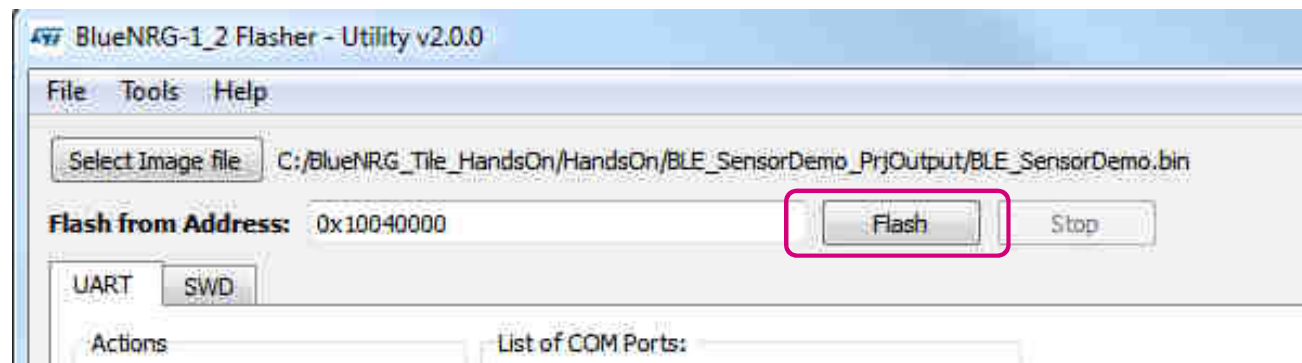 BlueNRG-1_2 Flasher - Utility v2.0.0
File Tools Help
Select Image file C:/BlueNRG_Tile_HandsOn/HandsOn/BLE_SensorDemo_PrjOutput/BLE_SensorDemo.bin
Flash from Address: 0x10040000 Flash Stop
UART SWD
Actions List of COM Ports: